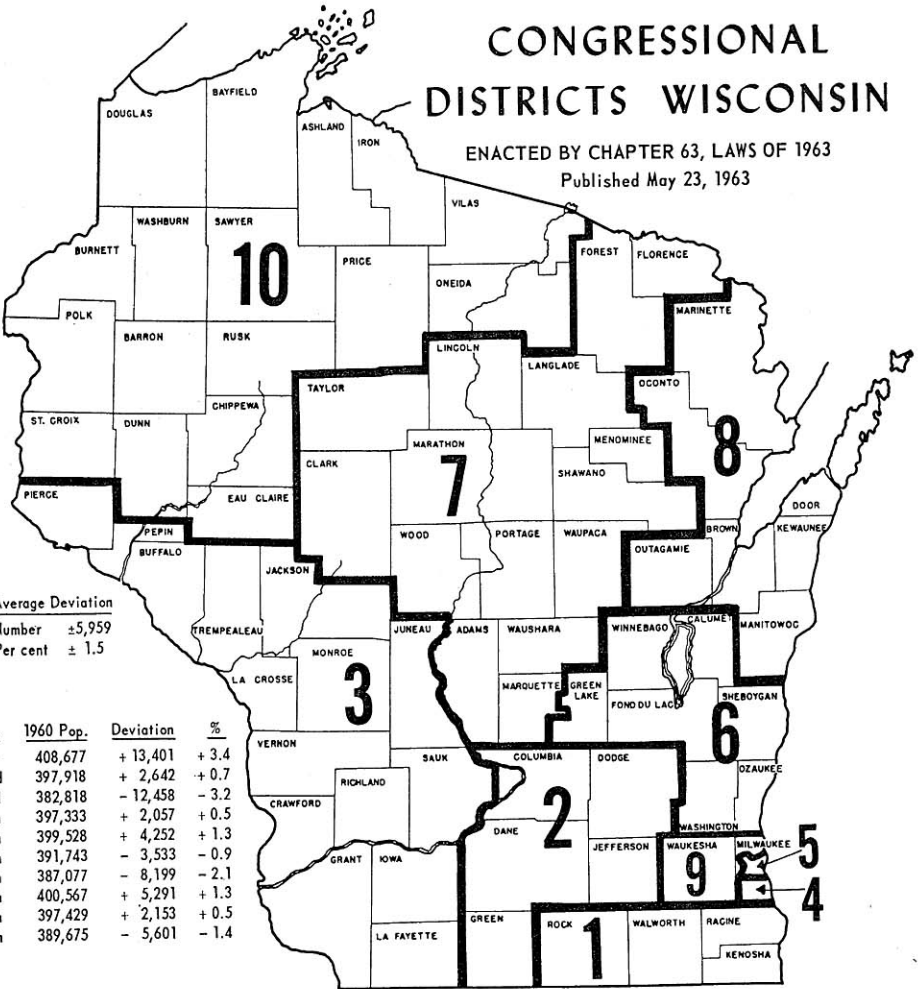 CONGRESSIONAL
DISTRICTS WISCONSIN
ENACTED BY CHAPTER 63, LAWS OF 1963
Published May 23, 1963
DOUGLAS
BAYFIELD
ASHLAND
IRON
VILAS
BURNETT
WASHBURN
SAWYER
10
PRICE
ONEIDA
FOREST
FLORENCE
MARINETTE
POLK
BARRON
RUSK
LINCOLN
LANGLADE
OCONTO
TAYLOR
CHIPPEWA
ST. CROIX
DUNN
CLARK
MARATHON
7
MENOMINEE
SHAWANO
8
PIERCE
EAU CLAIRE
PEPIN
BUFFALO
JACKSON
WOOD
PORTAGE
WAUPACA
OUTAGAMIE
BROWN
DOOR
KEWAUNEE
TREMPEALEAU
LA CROSSE
MONROE
3
JUNEAU
ADAMS
WAUSHARA
WINNEBAGO
CALUMET
MANITOWOC
MARQUETTE
GREEN
LAKE
FOND DU LAC
SHEBOYGAN
6
VERNON
SAUK
COLUMBIA
DODGE
OZAUKEE
RICHLAND
CRAWFORD
2
WASHINGTON
GRANT
IOWA
DANE
JEFFERSON
WAUKESHA
9
MILWAUKEE
5
4
LA FAYETTE
GREEN
ROCK
1
WALWORTH
RACINE
KENOSHA
Average Deviation
Number ±5,959
Per cent ± 1.5
1960 Pop. Deviation %
408,677 + 13,401 + 3.4
397,918 + 2,642 + 0.7
382,818 - 12,458 - 3.2
397,333 + 2,057 + 0.5
399,528 + 4,252 + 1.3
391,743 - 3,533 - 0.9
387,077 - 8,199 - 2.1
400,567 + 5,291 + 1.3
397,429 + 2,153 + 0.5
389,675 - 5,601 - 1.4